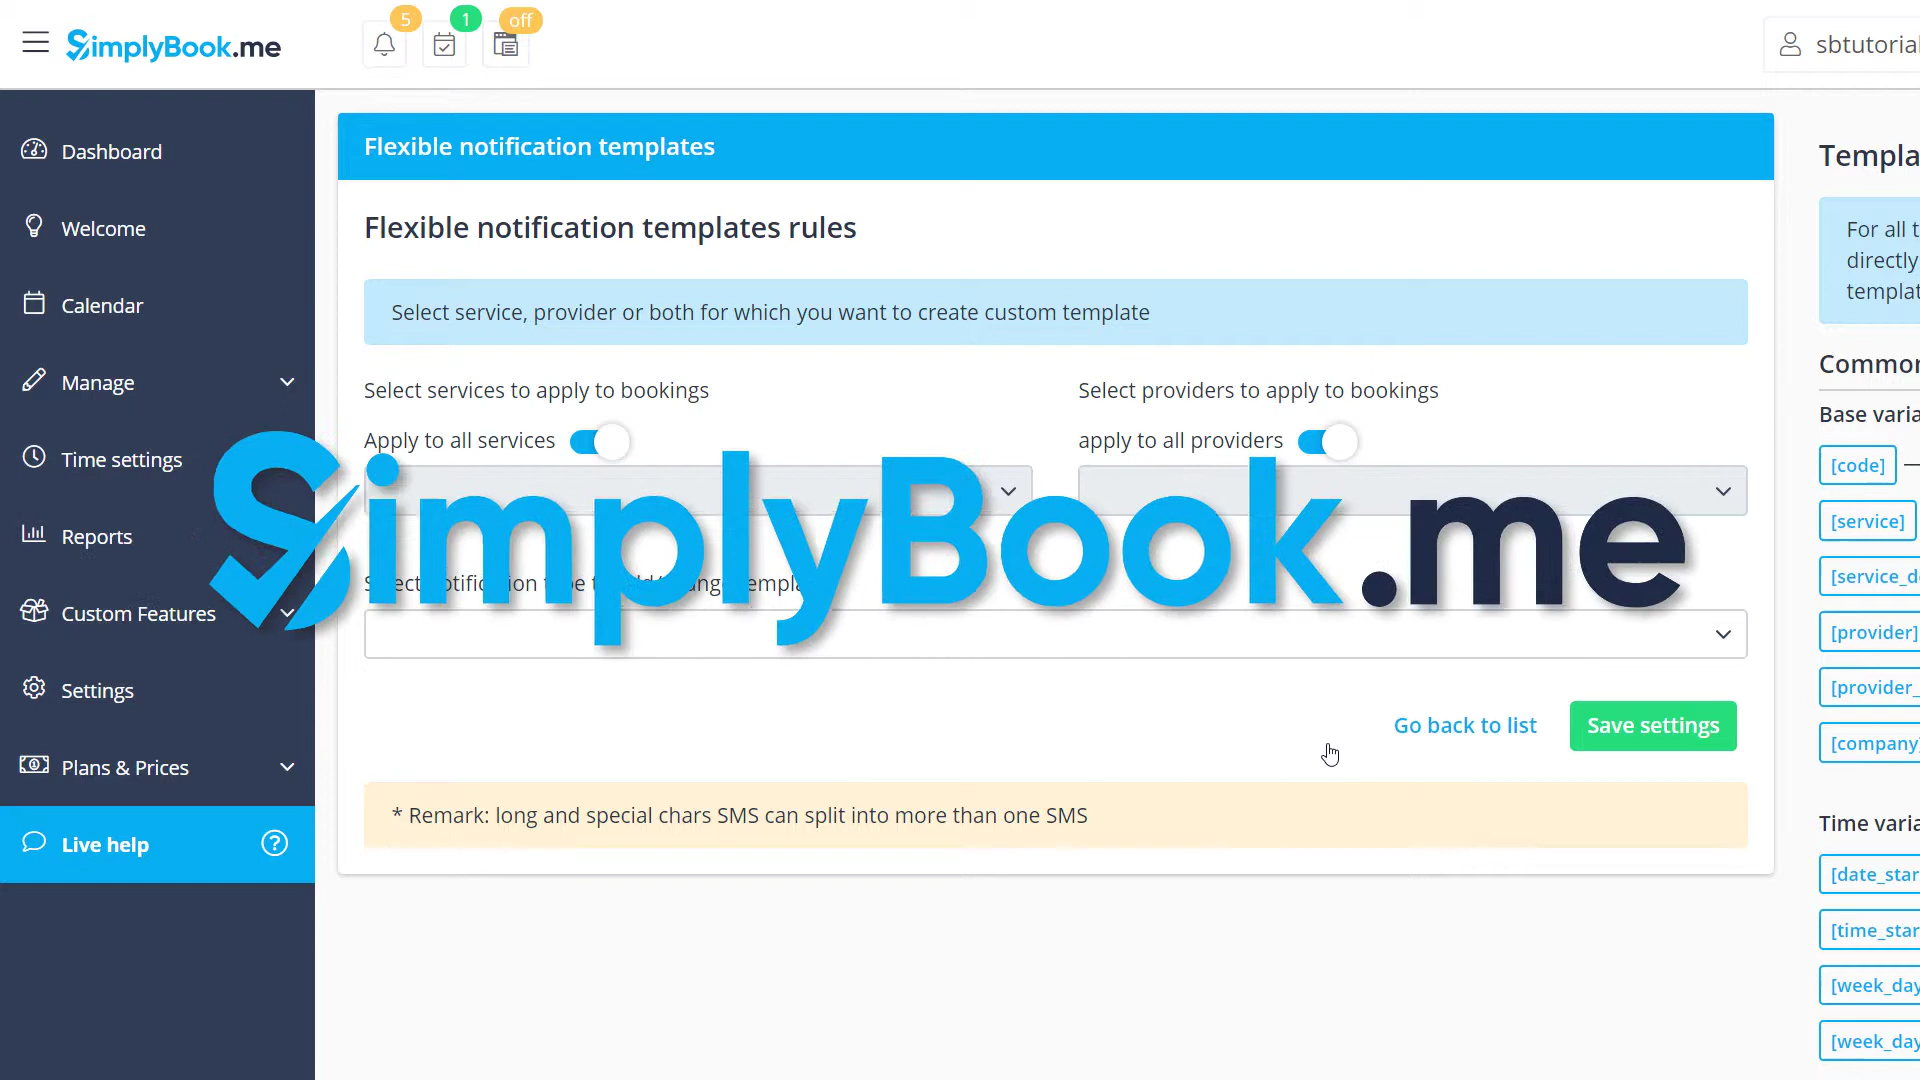 SimplyBook.me
5
1
off
sbtutorial
Dashboard
Welcome
Calendar
Manage
Time settings
Reports
Custom Features
Settings
Plans & Prices
Live help
Flexible notification templates
Flexible notification templates rules
Select service, provider or both for which you want to create custom template
Select services to apply to bookings
Apply to all services
Select providers to apply to bookings
apply to all providers
SimplyBook.me
Go back to list
Save settings
* Remark: long and special chars SMS can split into more than one SMS
Templa
For all t
directly
templat
Common
Base varia
[code] —
[service]
[service_de
[provider]
[provider_
[company]
Time varia
[date_star
[time_star
[week_day
[week_day